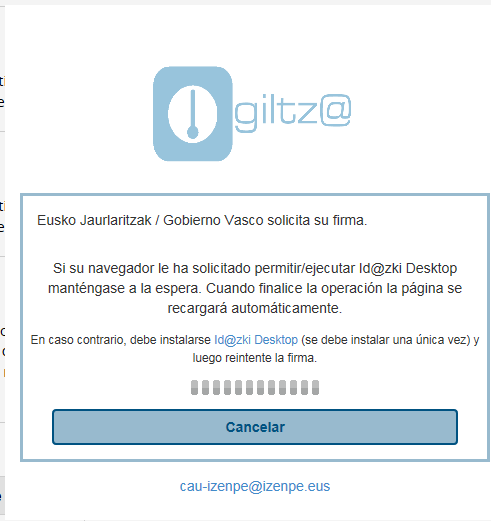 giltz@
Eusko Jaurlaritzak / Gobierno Vasco solicita su firma.
Si su navegador le ha solicitado permitir/ejecutar Id@zki Desktop
manténgase a la espera. Cuando finalice la operación la página se
recargará automáticamente.
En caso contrario, debe instalarse Id@zki Desktop (se debe instalar una única vez) y
luego reintente la firma.
Cancelar
cau-izenpe@izenpe.eus